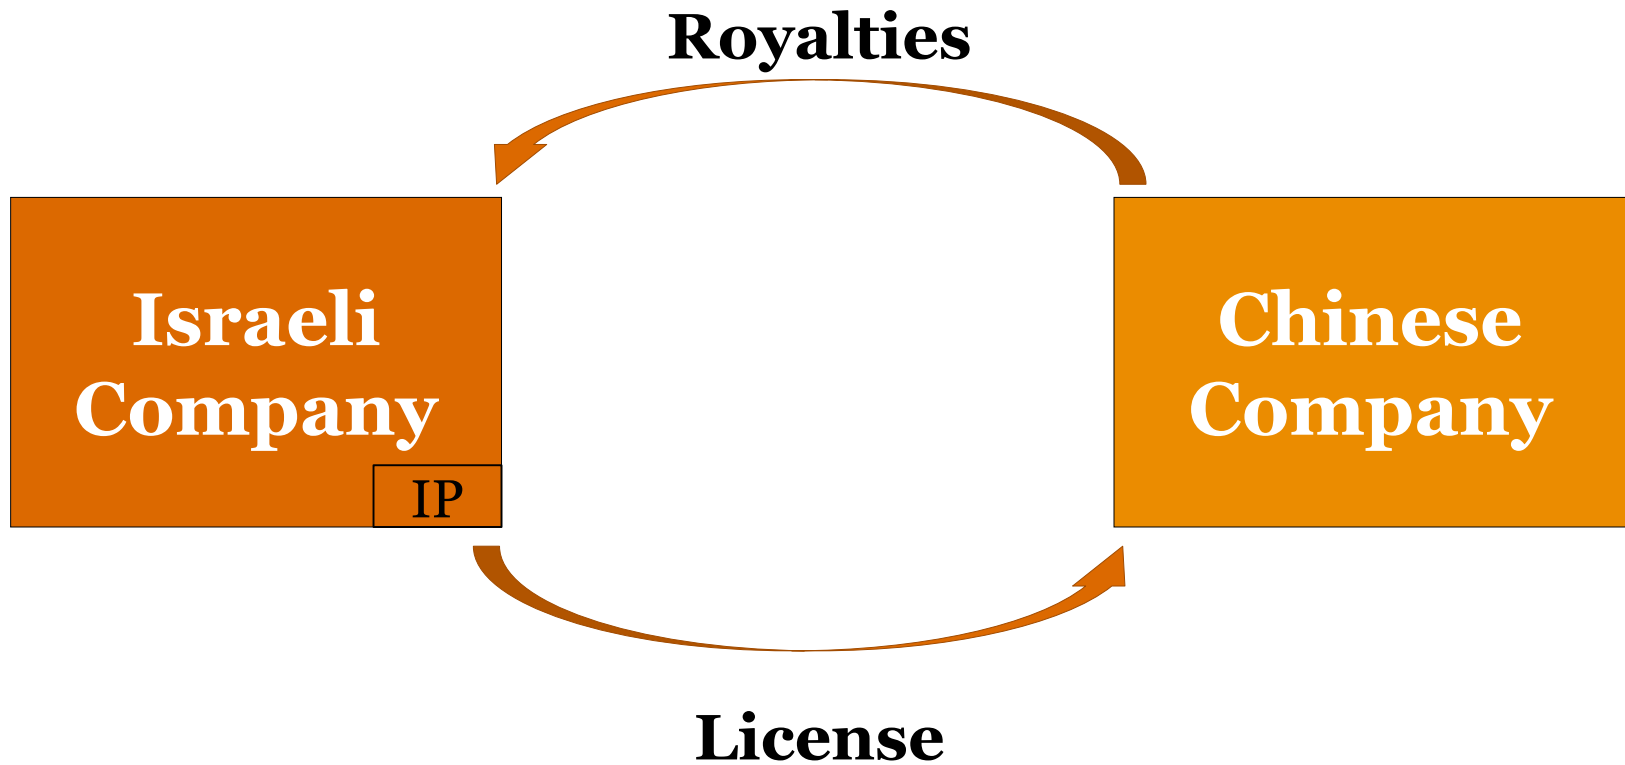 Royalties
Israeli
Company
IP
Chinese
Company
License